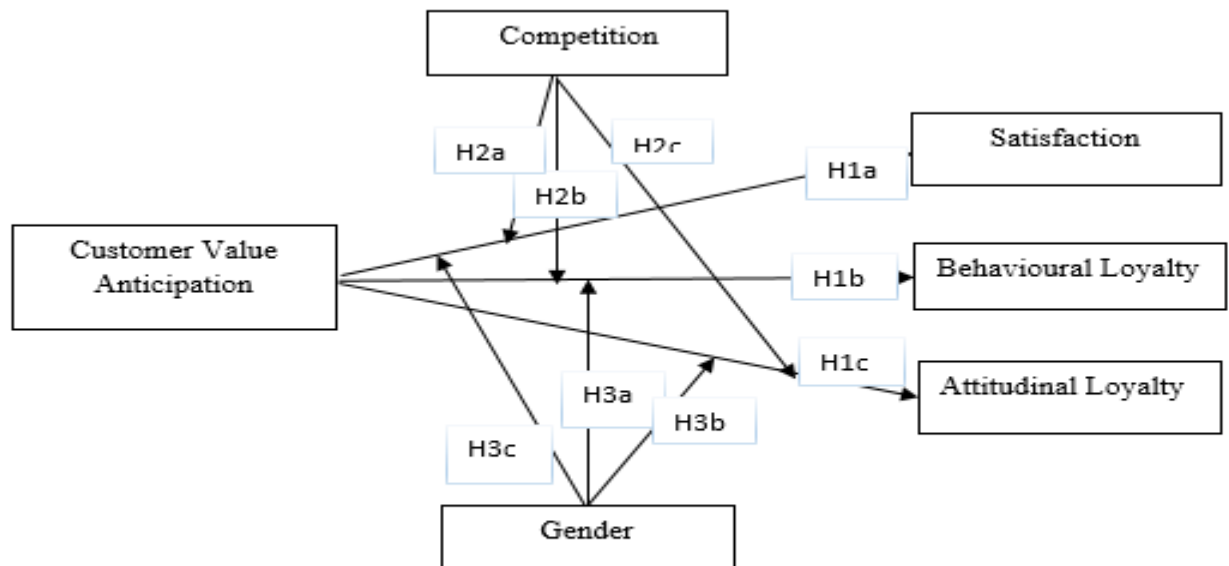 Competition
Satisfaction
H2a
H2c
H1a
H2b
Customer Value
Anticipation
Behavioural Loyalty
H1b
H1c
Attitudinal Loyalty
H3a
H3b
H3c
Gender